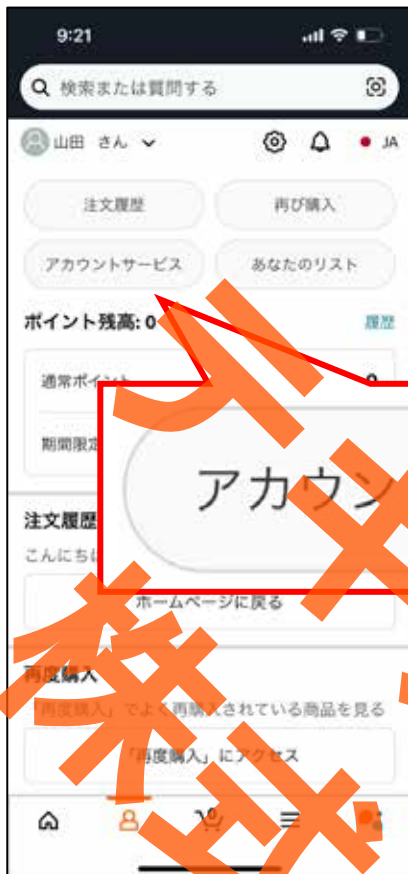 9:21
検索または質問する
山田 さん
JA
注文履歴
再び購入
アカウントサービス
あなたのリスト
ポイント残高: 0
履歴
通常ポイント
期間限定
アカウン
注文履歴
こんにちは
ホームページに戻る
再度購入
「再度購入」でよく再購入されている商品を見る
「再度購入」にアクセス
株式